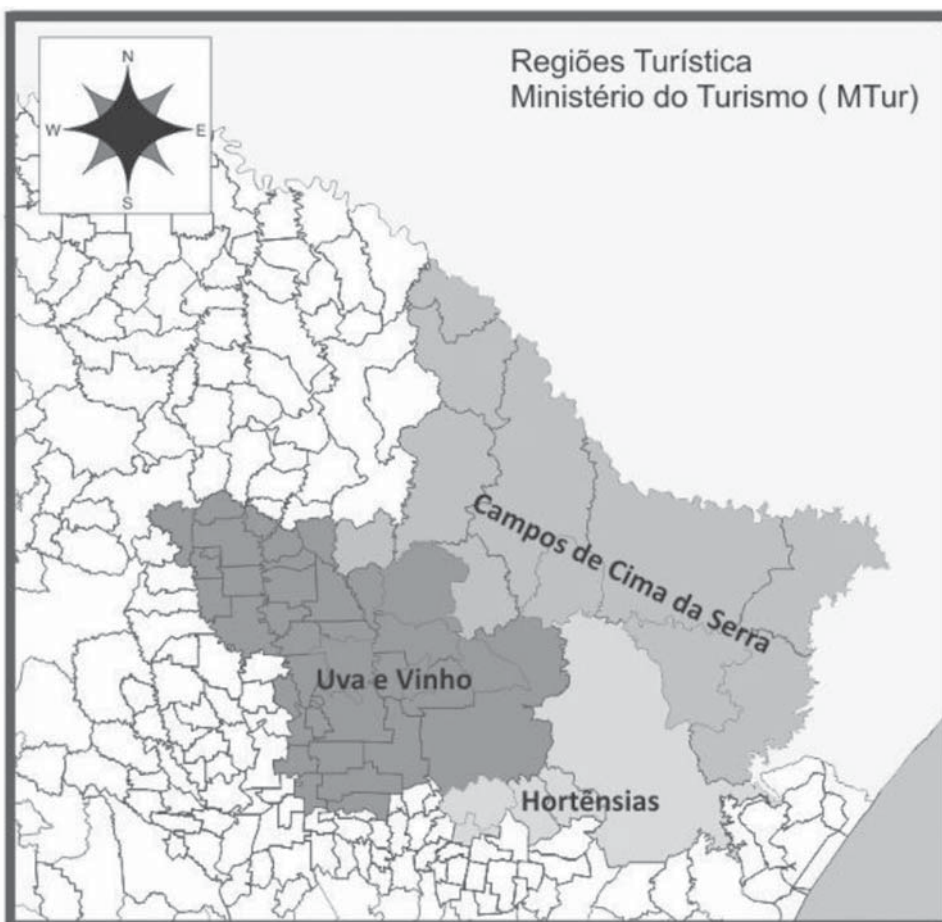 Regiões Turística
Ministério do Turismo ( MTur)
N
W
E
S
Campos de Cima da Serra
Uva e Vinho
Hortênsias